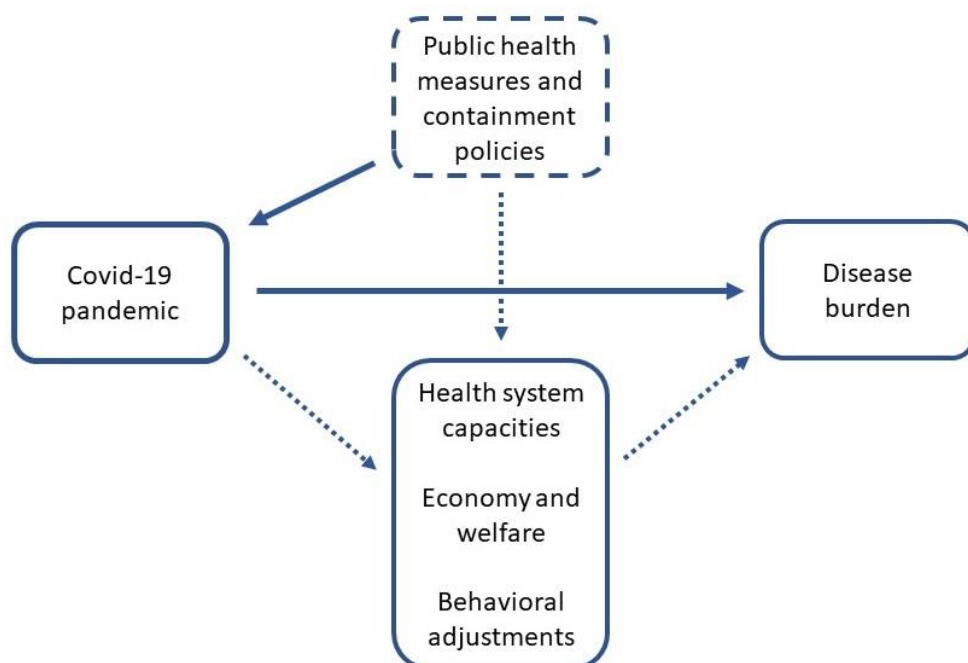 Public health
measures and
containment
policies
Covid-19
pandemic
Disease
burden
Health system
capacities
Economy and
welfare
Behavioral
adjustments